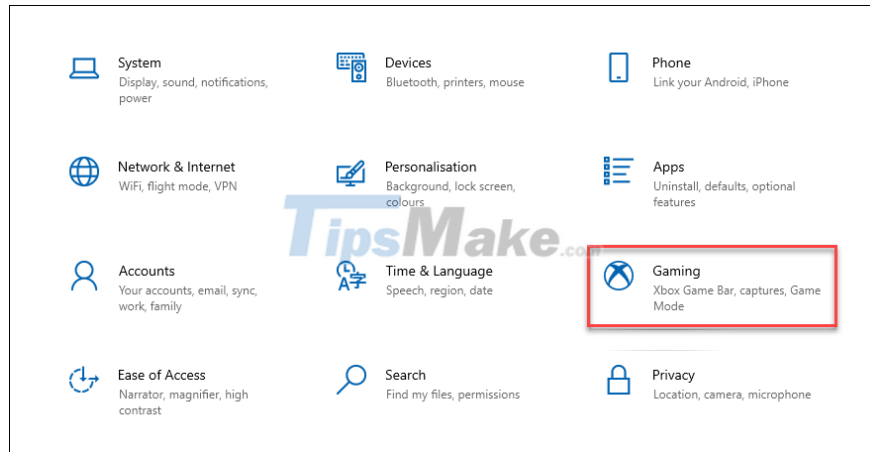 System
Display, sound, notifications,
power
Devices
Bluetooth, printers, mouse
Phone
Link your Android, iPhone
Network & Internet
WiFi, flight mode, VPN
Personalisation
Background, lock screen,
colours
Apps
Uninstall, defaults, optional
features
TipsMake.com
Accounts
Your accounts, email, sync,
work, family
Time & Language
Speech, region, date
Gaming
Xbox Game Bar, captures, Game
Mode
Ease of Access
Narrator, magnifier, high
contrast
Search
Find my files, permissions
Privacy
Location, camera, microphone